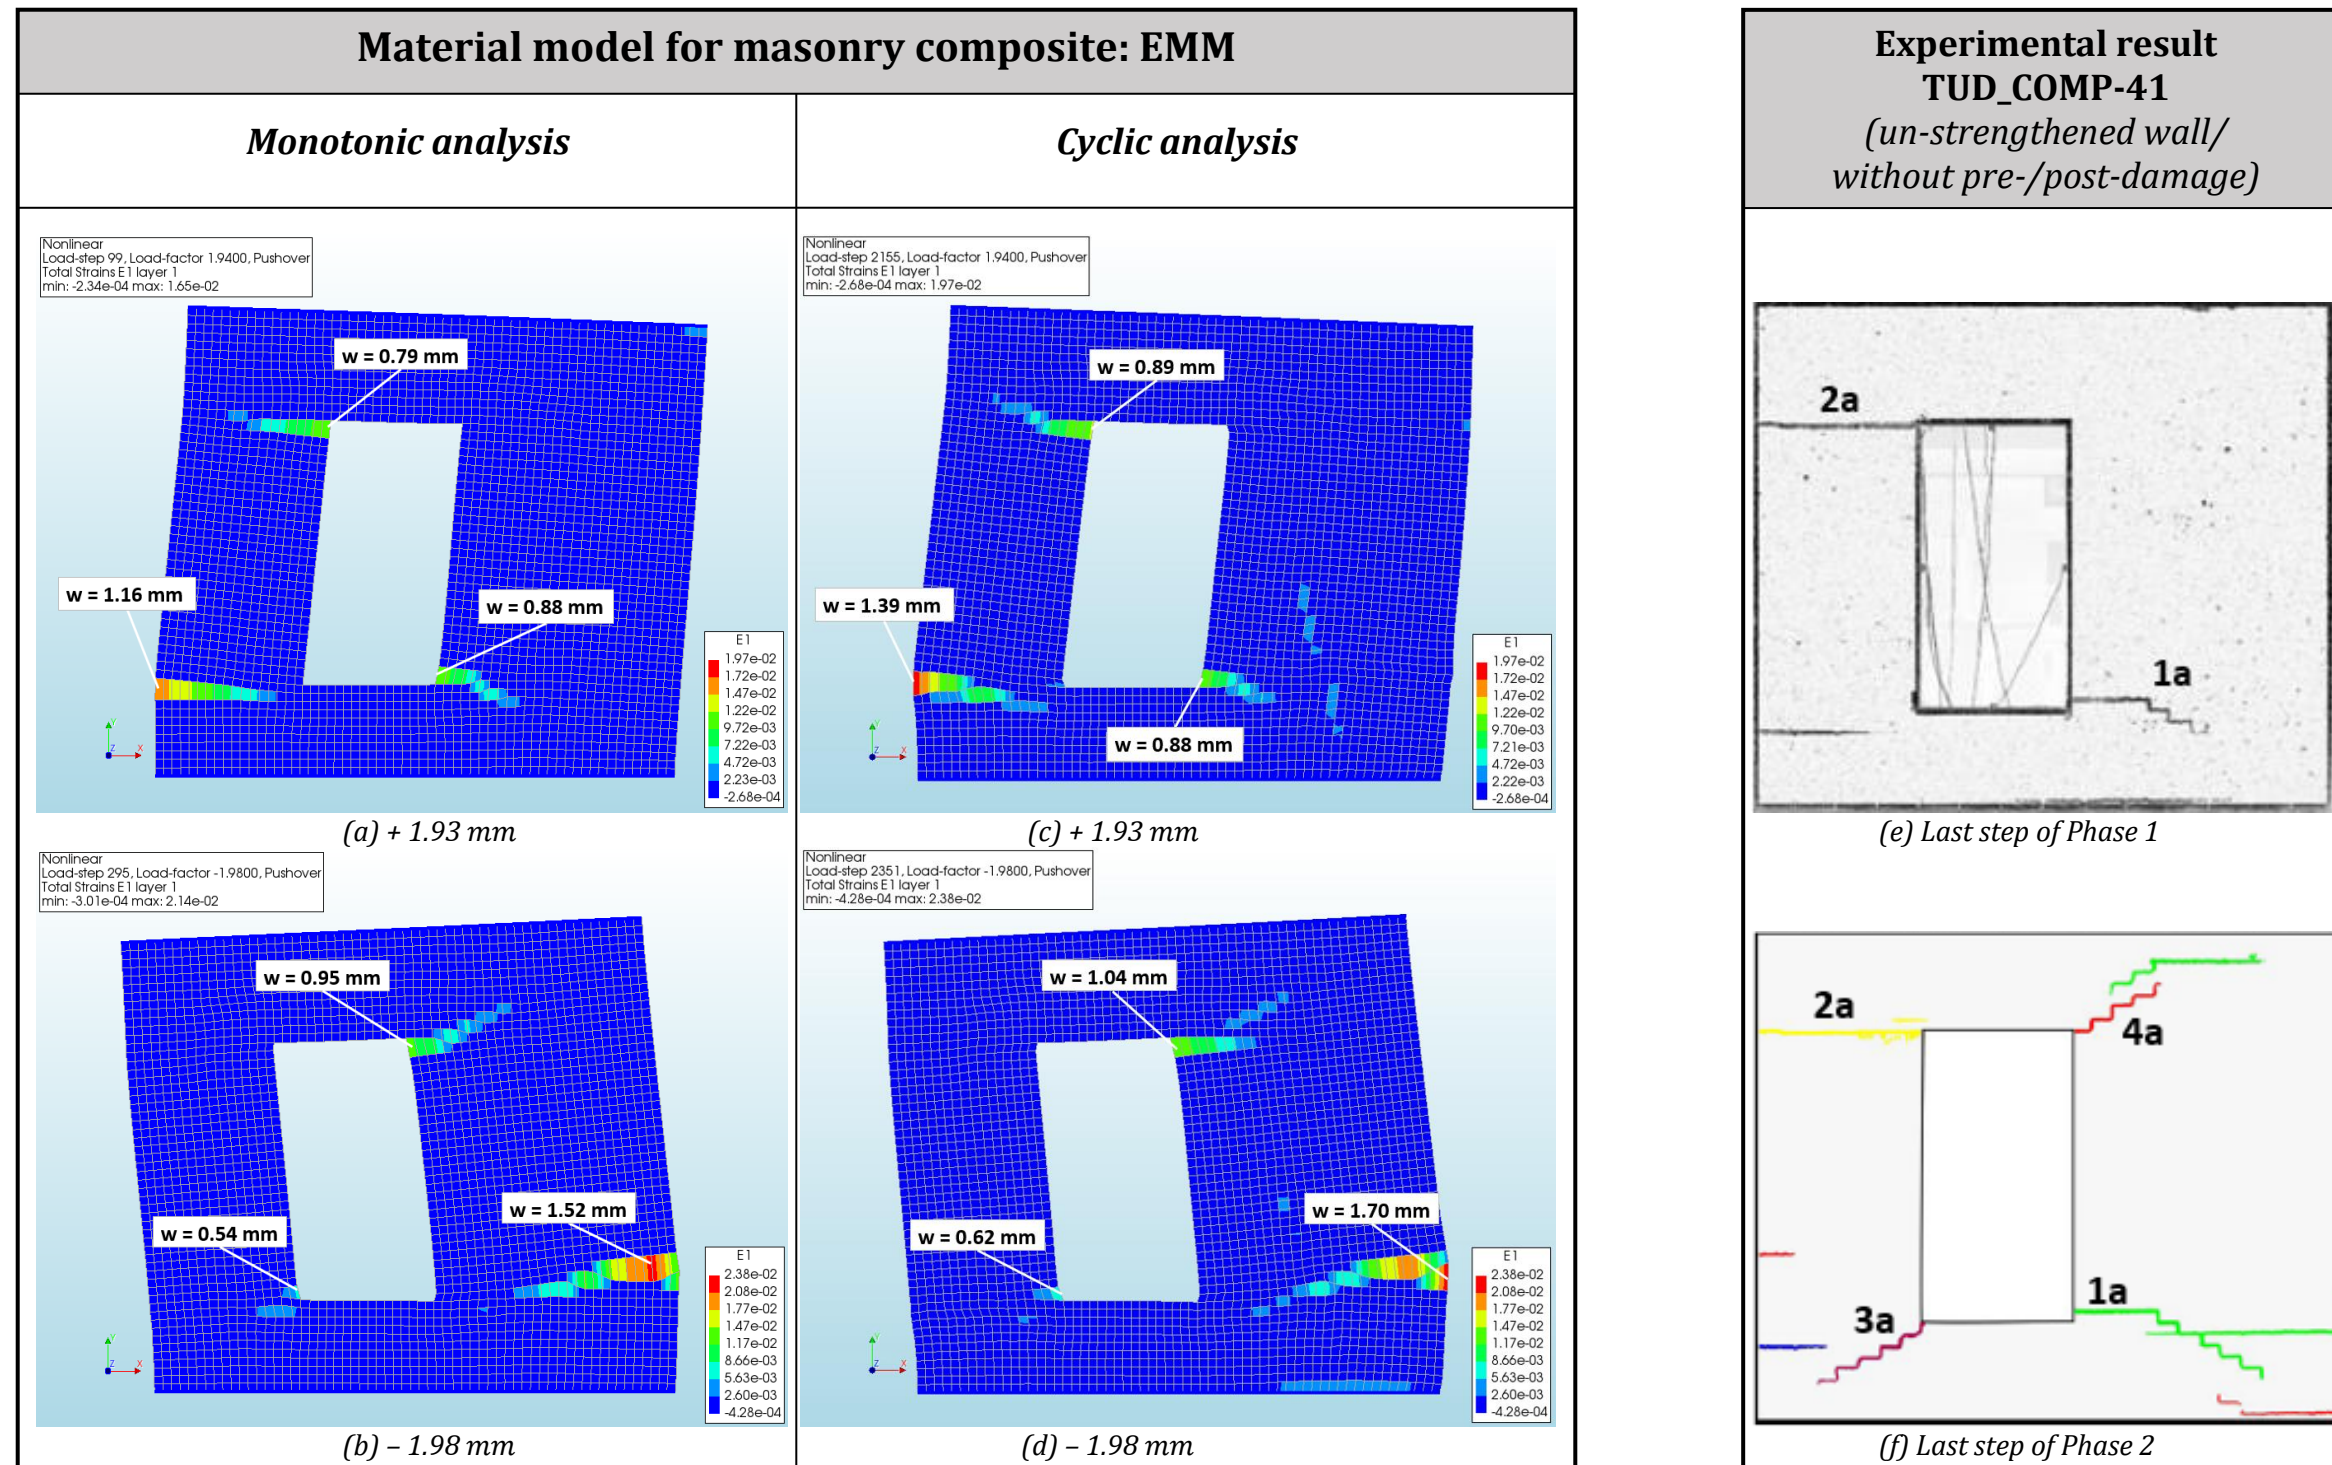 Material model for masonry composite: EMM
Monotonic analysis
Cyclic analysis
Nonlinear
Load-step 99, Load-factor 1.9400, Pushover
Total Strains E1 layer 1
min: -2.34e-04 max: 1.65e-02
w = 0.79 mm
w = 1.16 mm
w = 0.88 mm
E1
1.97e-02
1.72e-02
1.47e-02
1.22e-02
9.72e-03
7.22e-03
4.72e-03
2.23e-03
-2.68e-04
Y
Z X
(a) + 1.93 mm
Nonlinear
Load-step 2155, Load-factor 1.9400, Pushover
Total Strains E1 layer 1
min: -2.68e-04 max: 1.97e-02
w = 0.89 mm
w = 1.39 mm
w = 0.88 mm
E1
1.97e-02
1.72e-02
1.47e-02
1.22e-02
9.70e-03
7.21e-03
4.72e-03
2.22e-03
-2.68e-04
Y
Z X
(c) + 1.93 mm
Nonlinear
Load-step 295, Load-factor -1.9800, Pushover
Total Strains E1 layer 1
min: -3.01e-04 max: 2.14e-02
w = 0.95 mm
w = 0.54 mm
w = 1.52 mm
E1
2.38e-02
2.08e-02
1.77e-02
1.47e-02
1.17e-02
8.66e-03
5.63e-03
2.60e-03
-4.28e-04
Y
Z X
(b) – 1.98 mm
Nonlinear
Load-step 2351, Load-factor -1.9800, Pushover
Total Strains E1 layer 1
min: -4.28e-04 max: 2.38e-02
w = 1.04 mm
w = 0.62 mm
w = 1.70 mm
E1
2.38e-02
2.08e-02
1.77e-02
1.47e-02
1.17e-02
8.66e-03
5.63e-03
2.60e-03
-4.28e-04
Y
Z X
(d) – 1.98 mm
Experimental result
TUD_COMP-41
(un-strengthened wall/
without pre-/post-damage)
2a
1a
(e) Last step of Phase 1
2a
4a
3a
1a
(f) Last step of Phase 2